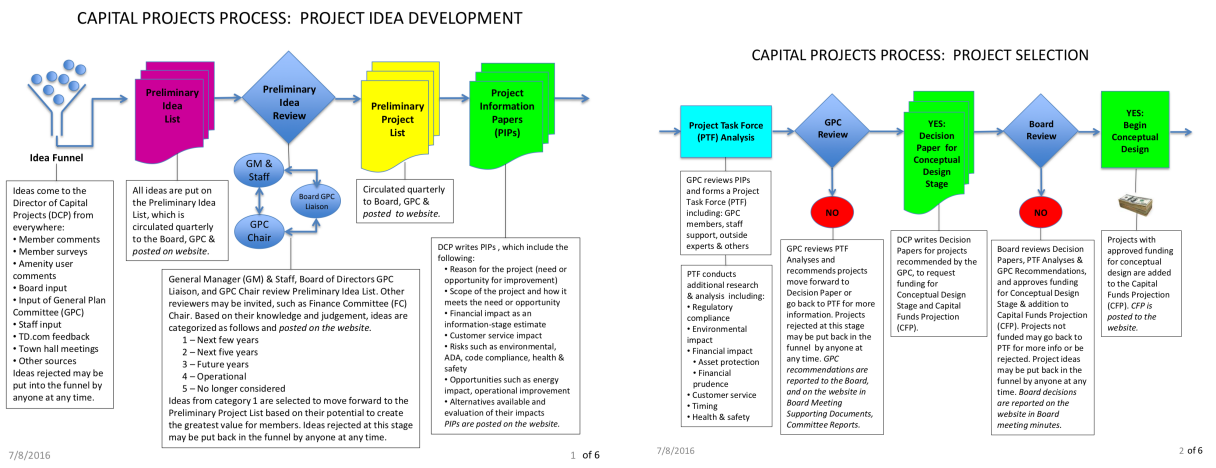 CAPITAL PROJECTS PROCESS:  PROJECT IDEA DEVELOPMENT
Idea Funnel
Preliminary
Idea
List
Preliminary
Idea
Review
Preliminary
Project
List
Project
Information
Papers
(PIPs)
GM &
Staff
Board GPC
Liaison
GPC
Chair
Ideas come to the
Director of Capital
Projects (DCP) from
everywhere:
• Member comments
• Member surveys
• Amenity user
comments
• Board input
• Input of General Plan
Committee (GPC)
• Staff input
• TD.com feedback
• Town hall meetings
• Other sources
Ideas rejected may be
put into the funnel by
anyone at any time.
All ideas are put on
the Preliminary Idea
List, which is
circulated quarterly
to the Board, GPC &
posted on website.
General Manager (GM) & Staff, Board of Directors GPC
Liaison, and GPC Chair review Preliminary Idea List. Other
reviewers may be invited, such as Finance Committee (FC)
Chair. Based on their knowledge and judgement, ideas are
categorized as follows and posted on the website.
1 – Next few years
2 – Next five years
3 – Future years
4 – Operational
5 – No longer considered
Ideas from category 1 are selected to move forward to the
Preliminary Project List based on their potential to create
the greatest value for members. Ideas rejected at this stage
may be put back in the funnel by anyone at any time.
Circulated quarterly
to Board, GPC &
posted to website.
DCP writes PIPs , which include the
following:
• Reason for the project (need or
opportunity for improvement)
• Scope of the project and how it
meets the need or opportunity
• Financial impact as an
information-stage estimate
• Customer service impact
• Risks such as environmental,
ADA, code compliance, health &
safety
• Opportunities such as energy
impact, operational improvement
• Alternatives available and
evaluation of their impacts
PIPs are posted on the website.
7/8/2016
1 of 6
CAPITAL PROJECTS PROCESS:  PROJECT SELECTION
Project Task Force
(PTF) Analysis
GPC
Review
YES:
Decision
Paper for
Conceptual
Design
Stage
Board
Review
YES:
Begin
Conceptual
Design
NO
NO
GPC reviews PIPs
and forms a Project
Task Force (PTF)
including: GPC
members, staff
support, outside
experts & others
PTF conducts
additional research
& analysis including:
• Regulatory
compliance
• Environmental
impact
• Financial impact
• Asset protection
• Financial
prudence
• Customer service
• Timing
• Health & safety
GPC reviews PTF
Analyses and
recommends projects
move forward to
Decision Paper or
go back to PTF for more
information. Projects
rejected at this stage
may be put back in the
funnel by anyone at
any time. GPC
recommendations are
reported to the Board,
and on the website in
Board Meeting
Supporting Documents,
Committee Reports.
DCP writes Decision
Papers for projects
recommended by the
GPC, to request
funding for
Conceptual Design
Stage and Capital
Funds Projection
(CFP).
Board reviews Decision
Papers, PTF Analyses &
GPC Recommendations,
and approves funding
for Conceptual Design
Stage & addition to
Capital Funds Projection
(CFP). Projects not
funded may go back to
PTF for more info or be
rejected. Project ideas
may be put back in the
funnel by anyone at any
time. Board decisions
are reported on the
website in Board
meeting minutes.
Projects with
approved funding
for conceptual
design are added
to the Capital
Funds Projection
(CFP). CFP is
posted to the
website.
7/8/2016
2 of 6